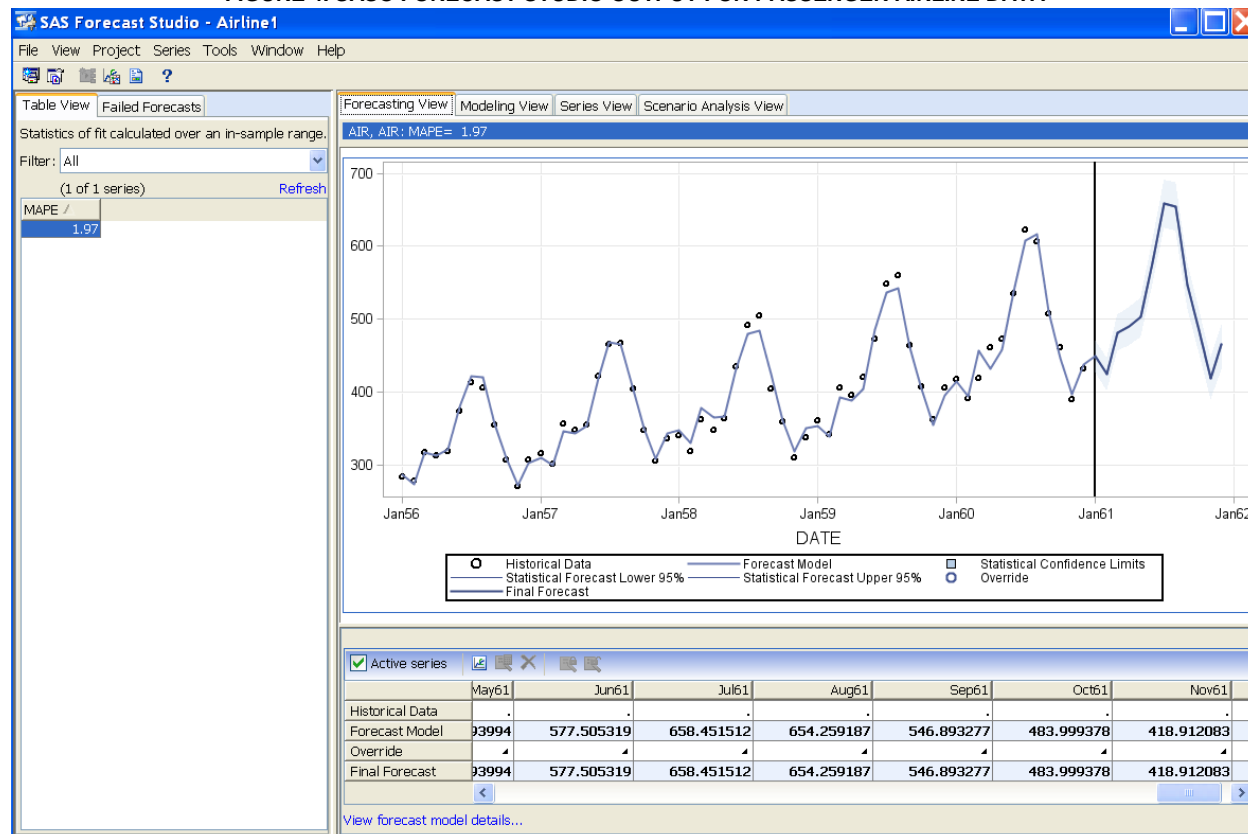 SAS Forecast Studio - Airline1
File View Project Series Tools Window Help
?
Table View Failed Forecasts
Statistics of fit calculated over an in-sample range.
Filter: All
(1 of 1 series) Refresh
MAPE /
1.97
Forecasting View Modeling View Series View Scenario Analysis View
AIR, AIR: MAPE= 1.97
700
600
500
400
300
Jan56 Jan57 Jan58 Jan59 Jan60 Jan61 Jan62
DATE
Historical Data Forecast Model Statistical Confidence Limits
Statistical Forecast Lower 95% Statistical Forecast Upper 95% Override
Final Forecast
Active series
May61 Jun61 Jul61 Aug61 Sep61 Oct61 Nov61
Historical Data . . . . . . .
Forecast Model 93994 577.505319 658.451512 654.259187 546.893277 483.999378 418.912083
Override
Final Forecast 93994 577.505319 658.451512 654.259187 546.893277 483.999378 418.912083
View forecast model details...